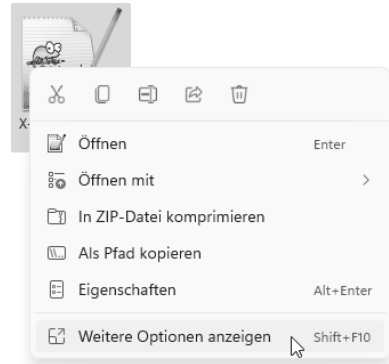 X-
Öffnen Enter
Öffnen mit
In ZIP-Datei komprimieren
Als Pfad kopieren
Eigenschaften Alt+Enter
Weitere Optionen anzeigen Shift+F10